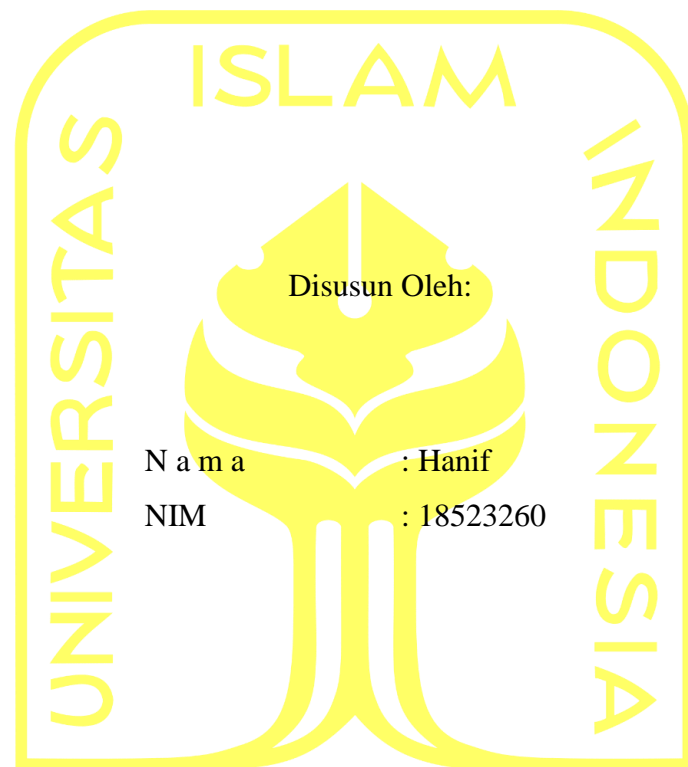 ISLAM
UNIVERSITAS
INDONESIA
Disusun Oleh:
N a m a : Hanif
NIM : 18523260